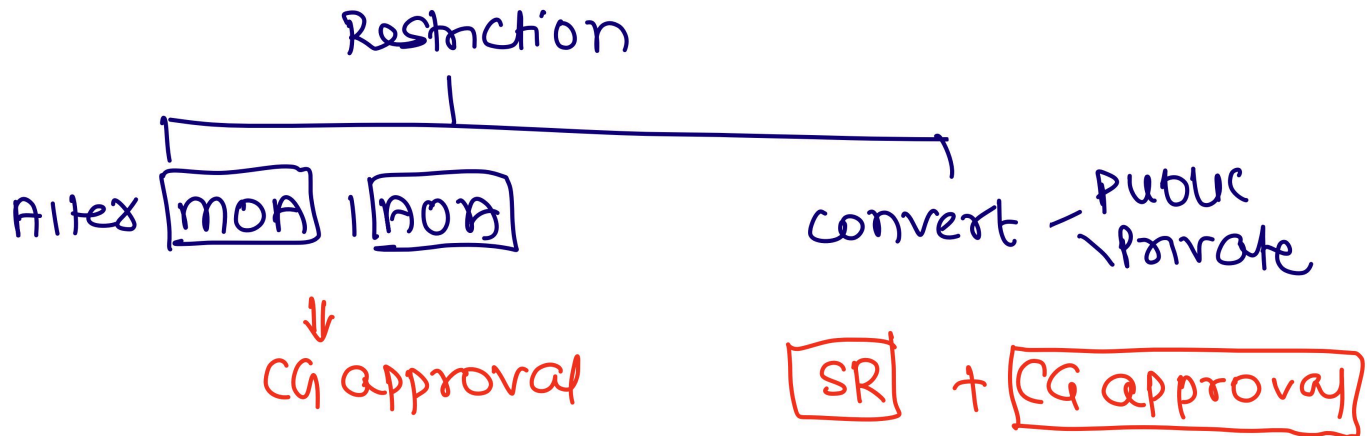 Restriction
Alter MOA | AOA
convert
Public
Private
CG approval
SR + CG approval